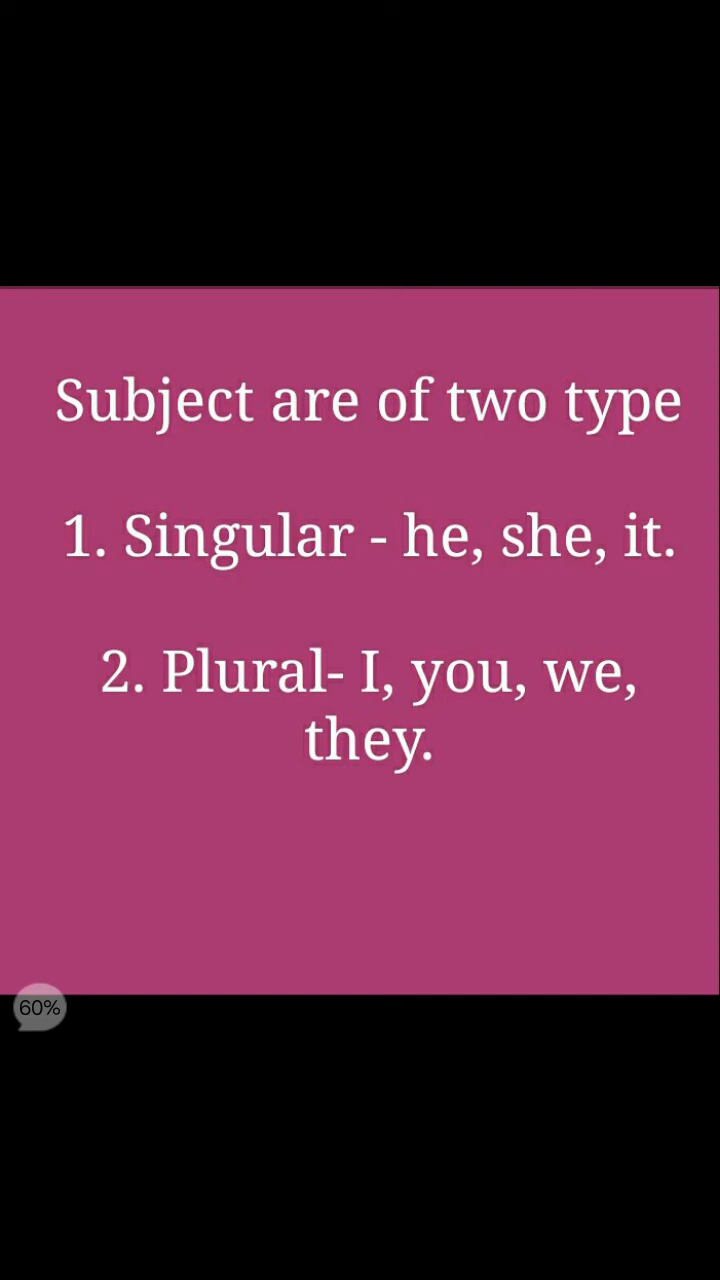 Subject are of two type
1. Singular - he, she, it.
2. Plural- I, you, we,
they.
60%